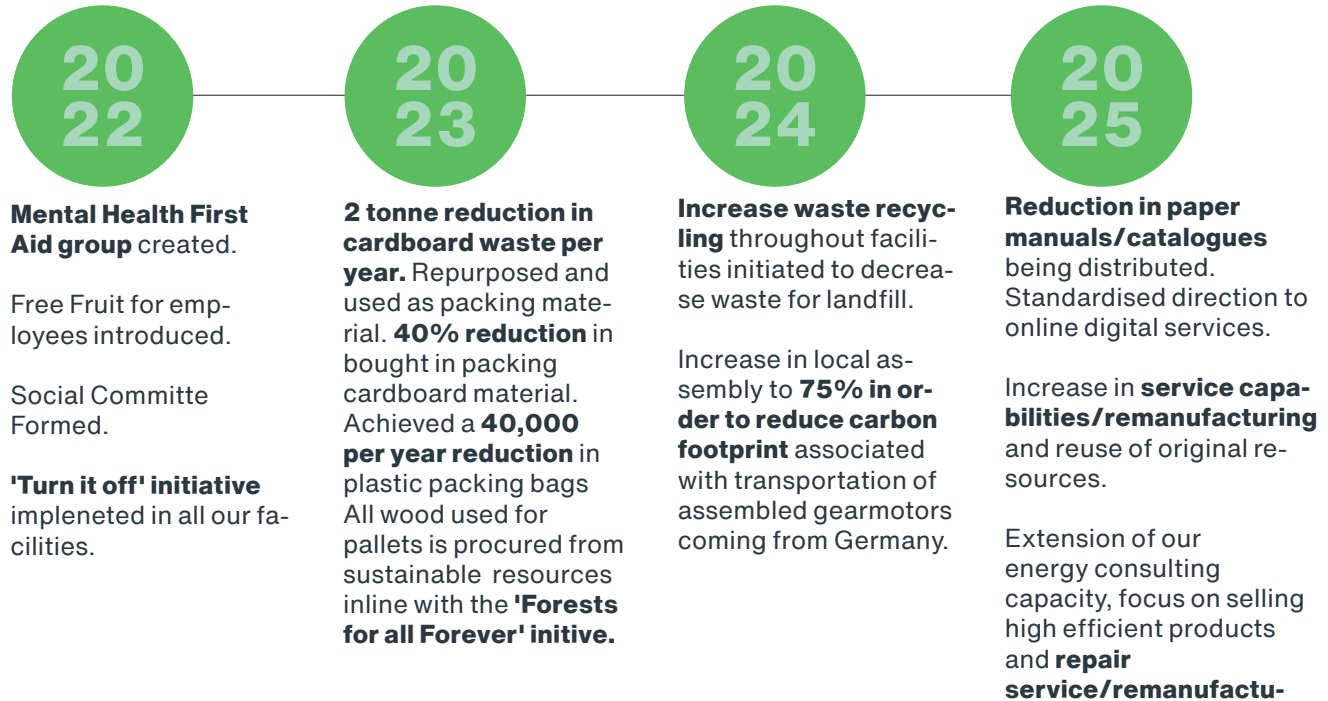 20
22
Mental Health First
Aid group created.
Free Fruit for emp-
loyees introduced.
Social Committe
Formed.
'Turn it off' initiative
impleneted in all our fa-
cilities.
20
23
2 tonne reduction in
cardboard waste per
year. Repurposed and
used as packing mate-
rial. 40% reduction in
bought in packing
cardboard material.
Achieved a 40,000
per year reduction in
plastic packing bags
All wood used for
pallets is procured from
sustainable resources
inline with the 'Forests
for all Forever' initive.
20
24
Increase waste recyc-
ling throughout facili-
ties initiated to decrea-
se waste for landfill.
Increase in local as-
sembly to 75% in or-
der to reduce carbon
footprint associated
with transportation of
assembled gearmotors
coming from Germany.
20
25
Reduction in paper
manuals/catalogues
being distributed.
Standardised direction to
online digital services.
Increase in service capa-
bilities/remanufacturing
and reuse of original re-
sources.
Extension of our
energy consulting
capacity, focus on selling
high efficient products
and repair
service/remanufactu-